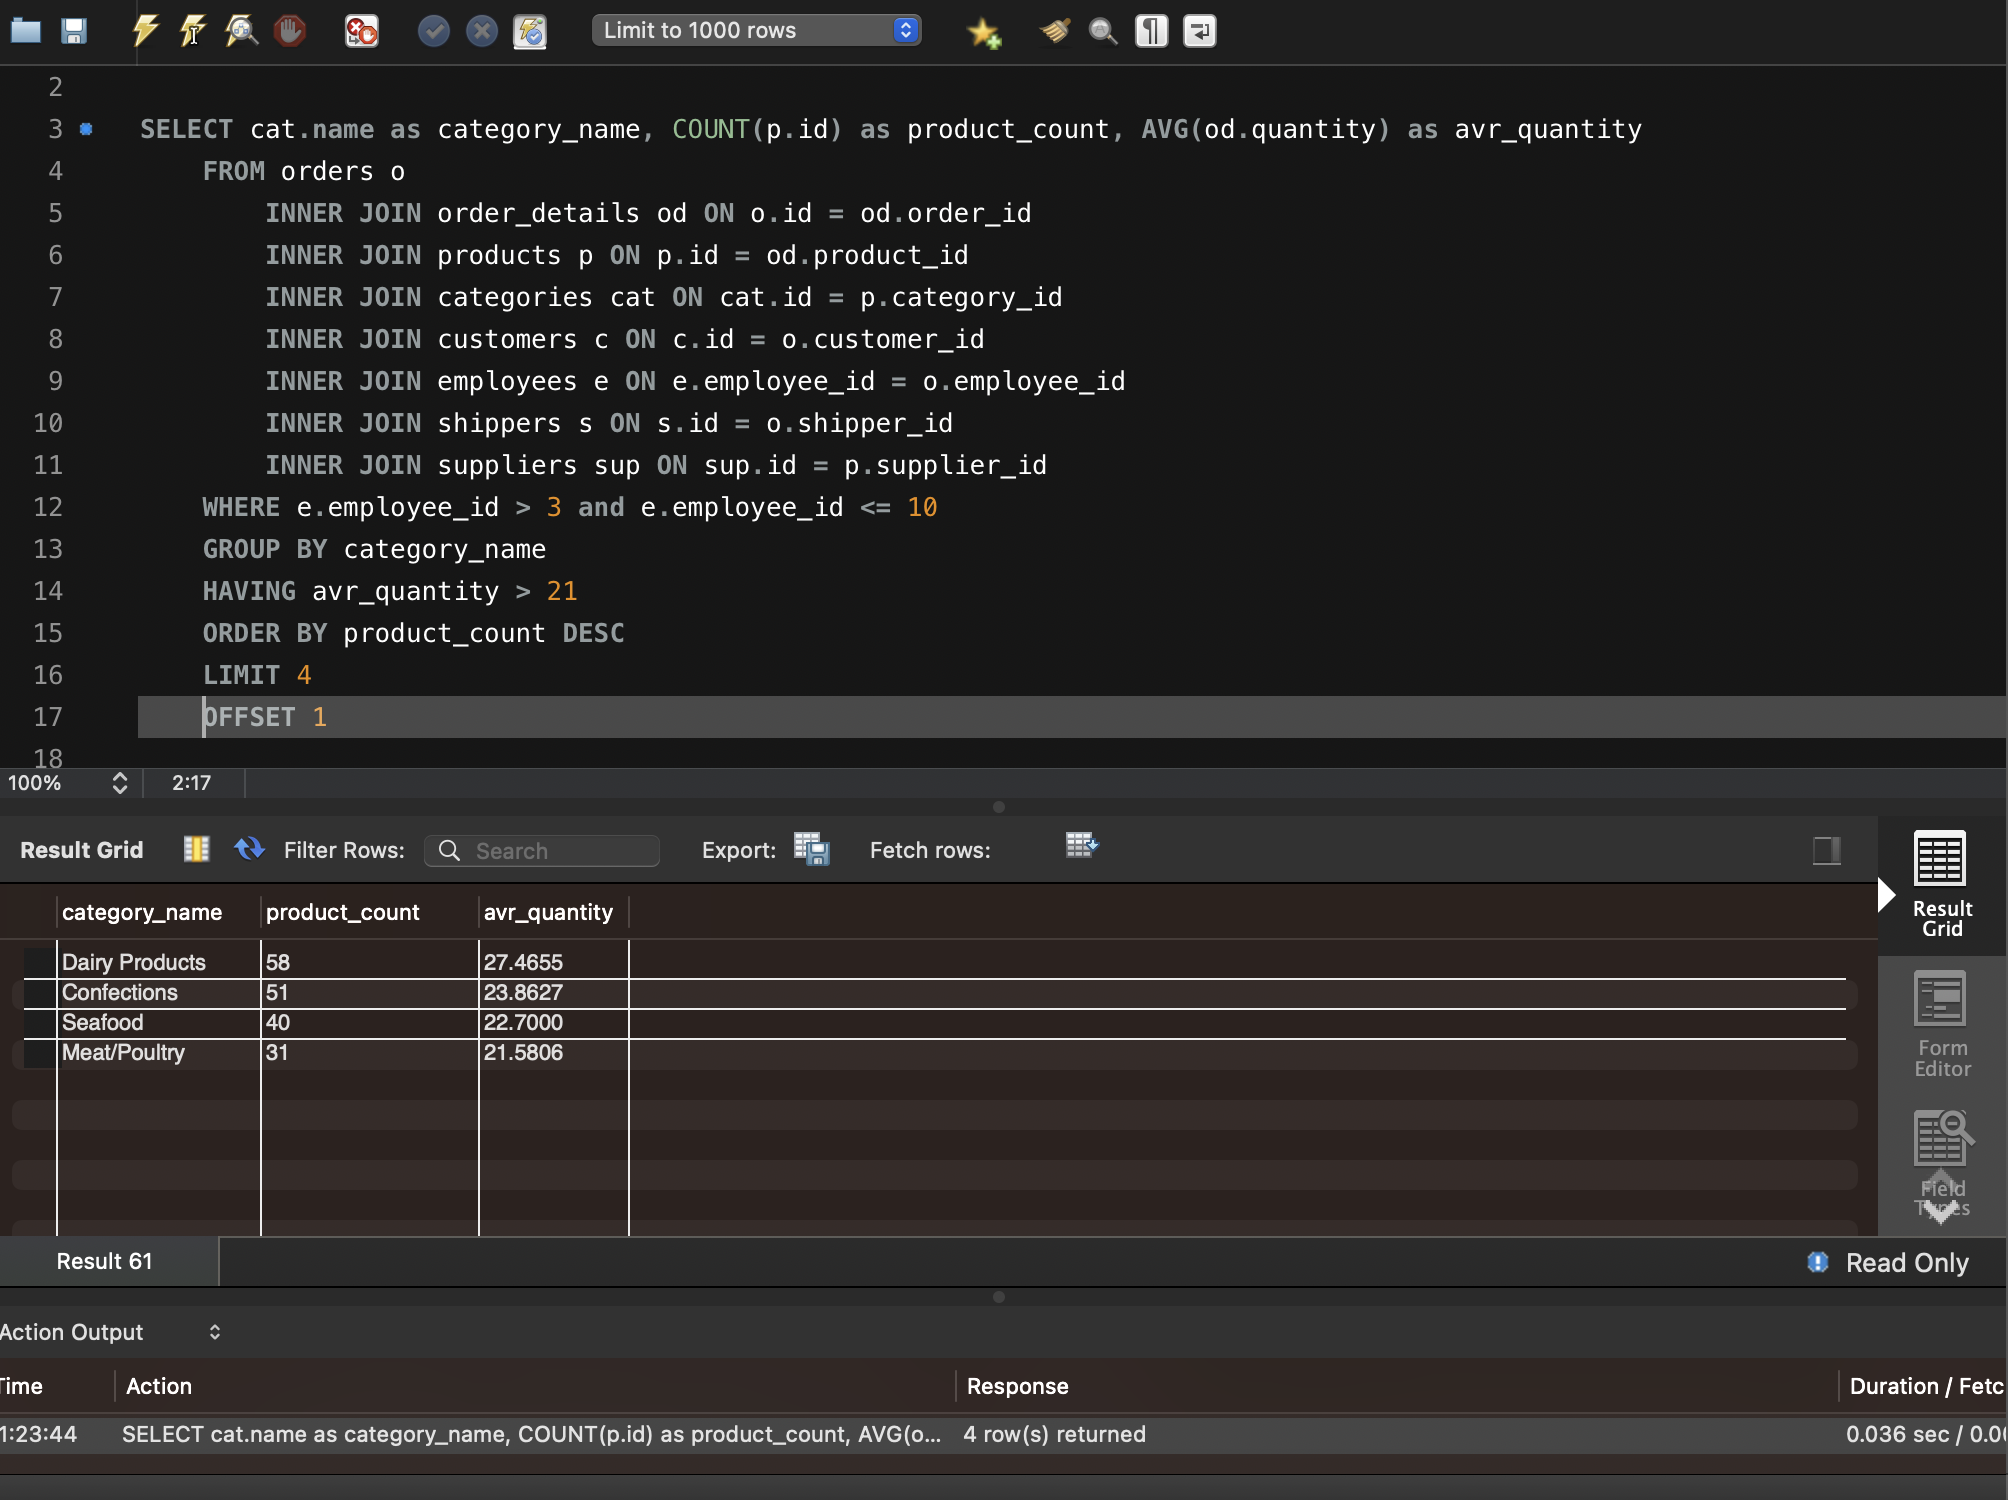 Limit to 1000 rows
2
3 SELECT cat.name as category_name, COUNT(p.id) as product_count, AVG(od.quantity) as avr_quantity
4 FROM orders o
5 INNER JOIN order_details od ON o.id = od.order_id
6 INNER JOIN products p ON p.id = od.product_id
7 INNER JOIN categories cat ON cat.id = p.category_id
8 INNER JOIN customers c ON c.id = o.customer_id
9 INNER JOIN employees e ON e.employee_id = o.employee_id
10 INNER JOIN shippers s ON s.id = o.shipper_id
11 INNER JOIN suppliers sup ON sup.id = p.supplier_id
12 WHERE e.employee_id > 3 and e.employee_id <= 10
13 GROUP BY category_name
14 HAVING avr_quantity > 21
15 ORDER BY product_count DESC
16 LIMIT 4
17 OFFSET 1
18
100% 2:17
Result Grid Filter Rows: Search Export: Fetch rows:
category_name product_count avr_quantity
Dairy Products 58 27.4655
Confections 51 23.8627
Seafood 40 22.7000
Meat/Poultry 31 21.5806
Result
Grid
Form
Editor
Field
Types
Result 61 Read Only
Action Output
Time Action Response Duration / Fetc
1:23:44 SELECT cat.name as category_name, COUNT(p.id) as product_count, AVG(o... 4 row(s) returned 0.036 sec / 0.00